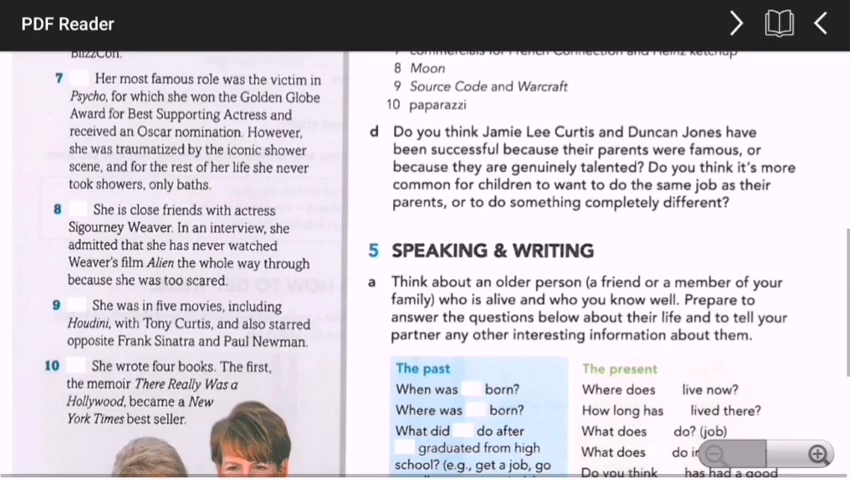 PDF Reader
BlizzCon.
7 Her most famous role was the victim in
Psycho, for which she won the Golden Globe
Award for Best Supporting Actress and
received an Oscar nomination. However,
she was traumatized by the iconic shower
scene, and for the rest of her life she never
took showers, only baths.
8 She is close friends with actress
Sigourney Weaver. In an interview, she
admitted that she has never watched
Weaver's film Alien the whole way through
because she was too scared.
9 She was in five movies, including
Houdini, with Tony Curtis, and also starred
opposite Frank Sinatra and Paul Newman.
10 She wrote four books. The first,
the memoir There Really Was a
Hollywood, became a New
York Times best seller.
7 commercials for French Connection and Heinz ketchup
8 Moon
9 Source Code and Warcraft
10 paparazzi
d Do you think Jamie Lee Curtis and Duncan Jones have
been successful because their parents were famous, or
because they are genuinely talented? Do you think it's more
common for children to want to do the same job as their
parents, or to do something completely different?
5 SPEAKING & WRITING
a Think about an older person (a friend or a member of your
family) who is alive and who you know well. Prepare to
answer the questions below about their life and to tell your
partner any other interesting information about them.
The past
When was born?
Where was born?
What did do after
graduated from high
school? (e.g., get a job, go
The present
Where does live now?
How long has lived there?
What does do? (job)
What does do
Do you think has had a good